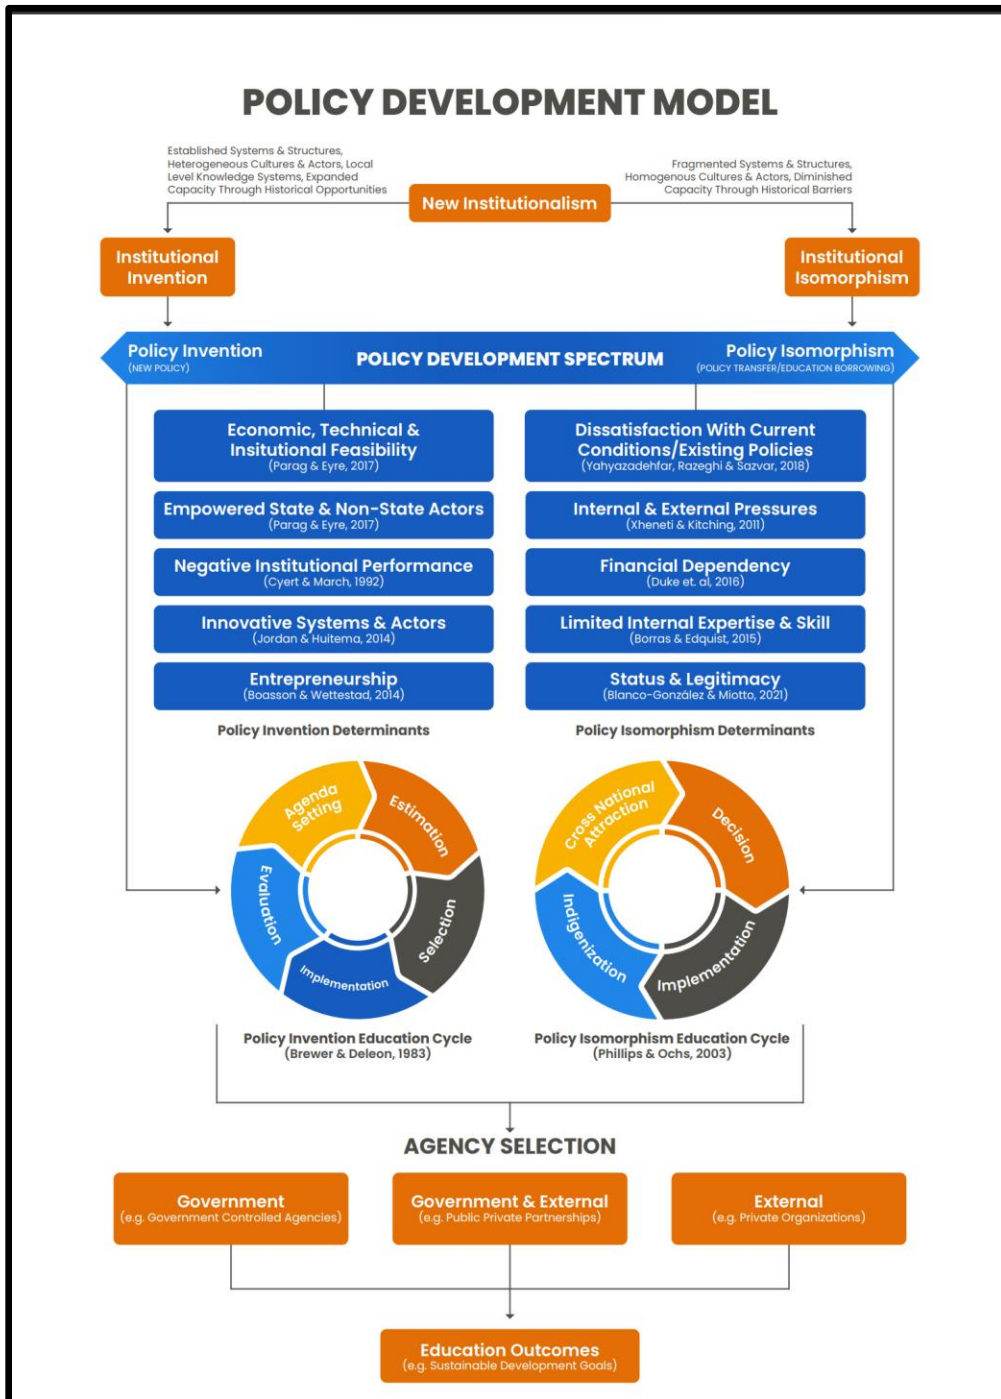 POLICY DEVELOPMENT MODEL
Established Systems & Structures,
Heterogeneous Cultures & Actors, Local
Level Knowledge Systems, Expanded
Capacity Through Historical Opportunities
Fragmented Systems & Structures,
Homogenous Cultures & Actors, Diminished
Capacity Through Historical Barriers
New Institutionalism
Institutional
Invention
Institutional
Isomorphism
Policy Invention
(NEW POLICY)
POLICY DEVELOPMENT SPECTRUM
Policy Isomorphism
(POLICY TRANSFER/EDUCATION BORROWING)
Economic, Technical &
Insitutional Feasibility
(Parag & Eyre, 2017)
Empowered State & Non-State Actors
(Parag & Eyre, 2017)
Negative Institutional Performance
(Cyert & March, 1992)
Innovative Systems & Actors
(Jordan & Huitema, 2014)
Entrepreneurship
(Boasson & Wettestad, 2014)
Policy Invention Determinants
Dissatisfaction With Current
Conditions/Existing Policies
(Yahyazadehfar, Razeghi & Sazvar, 2018)
Internal & External Pressures
(Xheneti & Kitching, 2011)
Financial Dependency
(Duke et. al, 2016)
Limited Internal Expertise & Skill
(Borras & Edquist, 2015)
Status & Legitimacy
(Blanco-González & Miotto, 2021)
Policy Isomorphism Determinants
Agenda
Setting
Estimation
Selection
Implementation
Evaluation
Policy Invention Education Cycle
(Brewer & Deleon, 1983)
Cross National
Attraction
Decision
Implementation
Indigenization
Policy Isomorphism Education Cycle
(Phillips & Ochs, 2003)
AGENCY SELECTION
Government
(e.g. Government Controlled Agencies)
Government & External
(e.g. Public Private Partnerships)
External
(e.g. Private Organizations)
Education Outcomes
(e.g. Sustainable Development Goals)